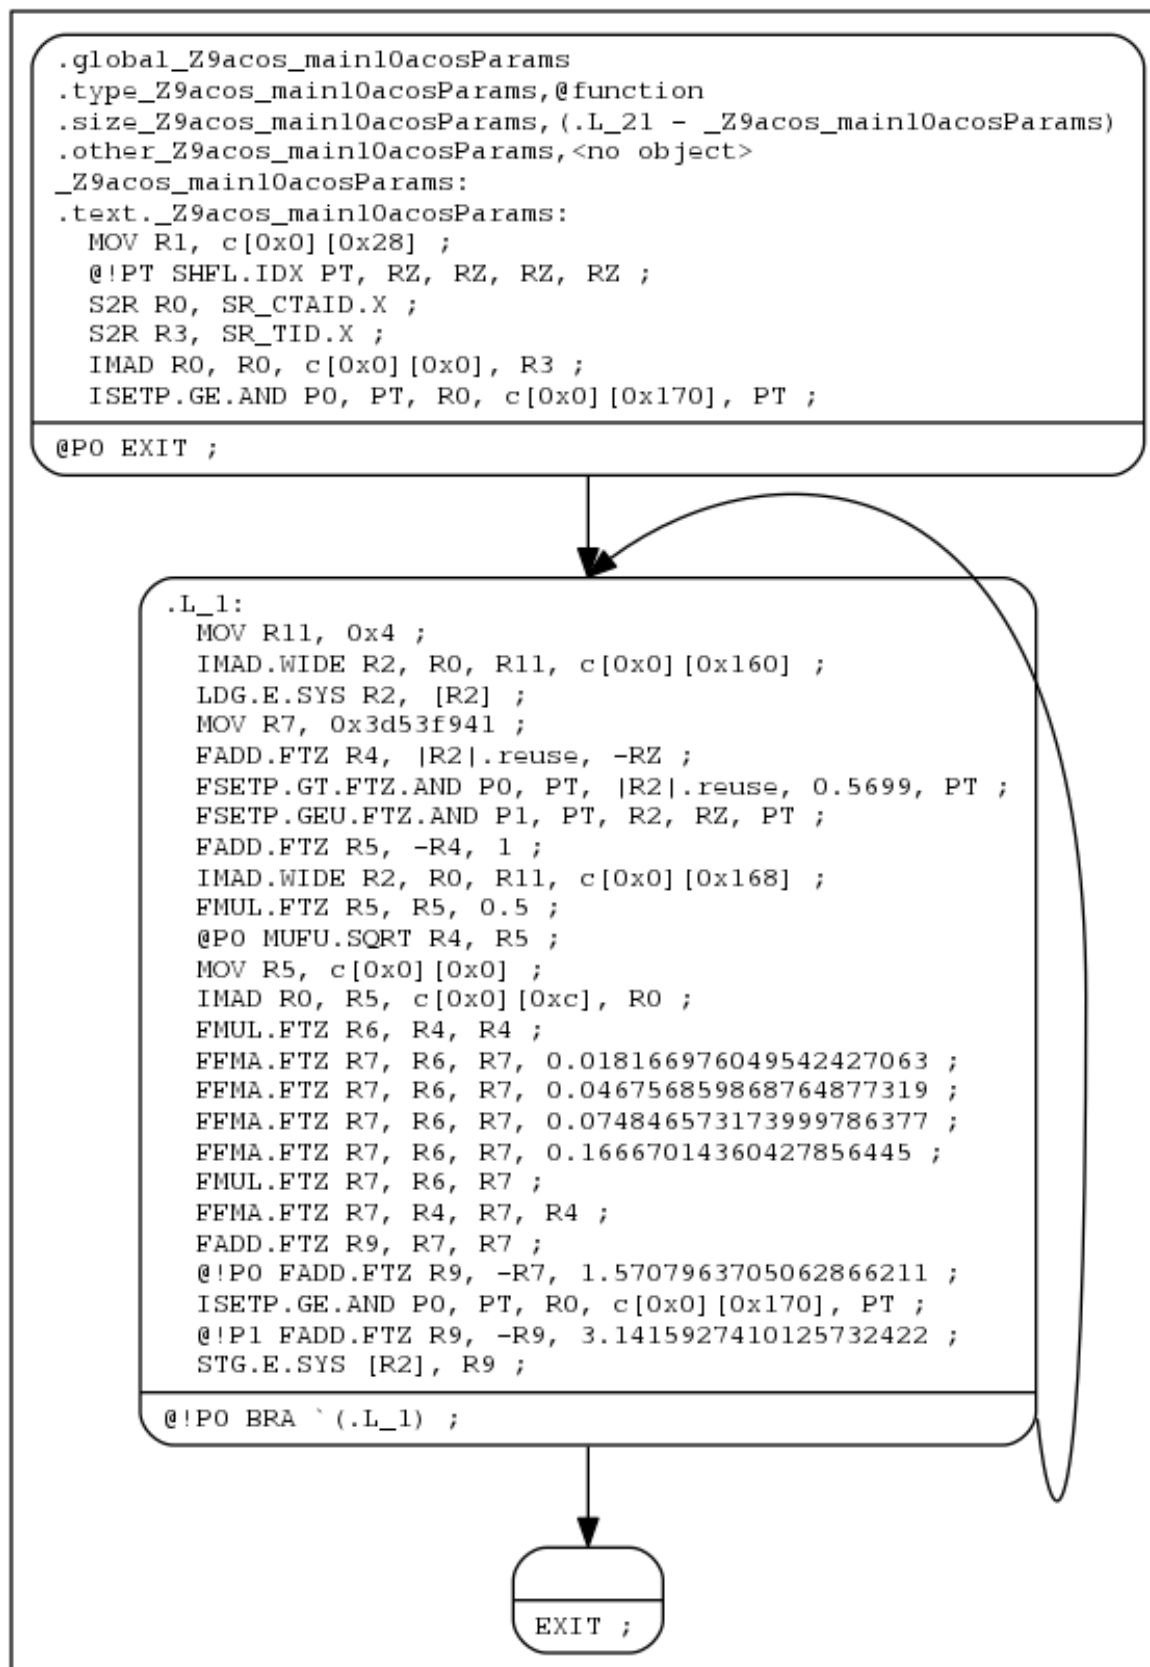 .global_Z9acos_main10acosParams
.type_Z9acos_main10acosParams,@function
.size_Z9acos_main10acosParams,(.L_21 - _Z9acos_main10acosParams)
.other_Z9acos_main10acosParams,<no object>
_Z9acos_main10acosParams:
.text._Z9acos_main10acosParams:
MOV R1, c[0x0][0x28] ;
@!PT SHFL.IDX PT, RZ, RZ, RZ, RZ ;
S2R R0, SR_CTAID.X ;
S2R R3, SR_TID.X ;
IMAD R0, R0, c[0x0][0x0], R3 ;
ISETP.GE.AND P0, PT, R0, c[0x0][0x170], PT ;
@P0 EXIT ;
.L_1:
MOV R11, 0x4 ;
IMAD.WIDE R2, R0, R11, c[0x0][0x160] ;
LDG.E.SYS R2, [R2] ;
MOV R7, 0x3d53f941 ;
FADD.FTZ R4, |R2|.reuse, -RZ ;
FSETP.GT.FTZ.AND P0, PT, |R2|.reuse, 0.5699, PT ;
FSETP.GEU.FTZ.AND P1, PT, R2, RZ, PT ;
FADD.FTZ R5, -R4, 1 ;
IMAD.WIDE R2, R0, R11, c[0x0][0x168] ;
FMUL.FTZ R5, R5, 0.5 ;
@P0 MUFU.SQRT R4, R5 ;
MOV R5, c[0x0][0x0] ;
IMAD R0, R5, c[0x0][0xc], R0 ;
FMUL.FTZ R6, R4, R4 ;
FFMA.FTZ R7, R6, R7, 0.018166976049542427063 ;
FFMA.FTZ R7, R6, R7, 0.046756859868764877319 ;
FFMA.FTZ R7, R6, R7, 0.074846573173999786377 ;
FFMA.FTZ R7, R6, R7, 0.16667014360427856445 ;
FMUL.FTZ R7, R6, R7 ;
FFMA.FTZ R7, R4, R7, R4 ;
FADD.FTZ R9, R7, R7 ;
@!P0 FADD.FTZ R9, -R7, 1.5707963705062866211 ;
ISETP.GE.AND P0, PT, R0, c[0x0][0x170], PT ;
@!P1 FADD.FTZ R9, -R9, 3.1415927410125732422 ;
STG.E.SYS [R2], R9 ;
@!P0 BRA `(.L_1) ;
EXIT ;